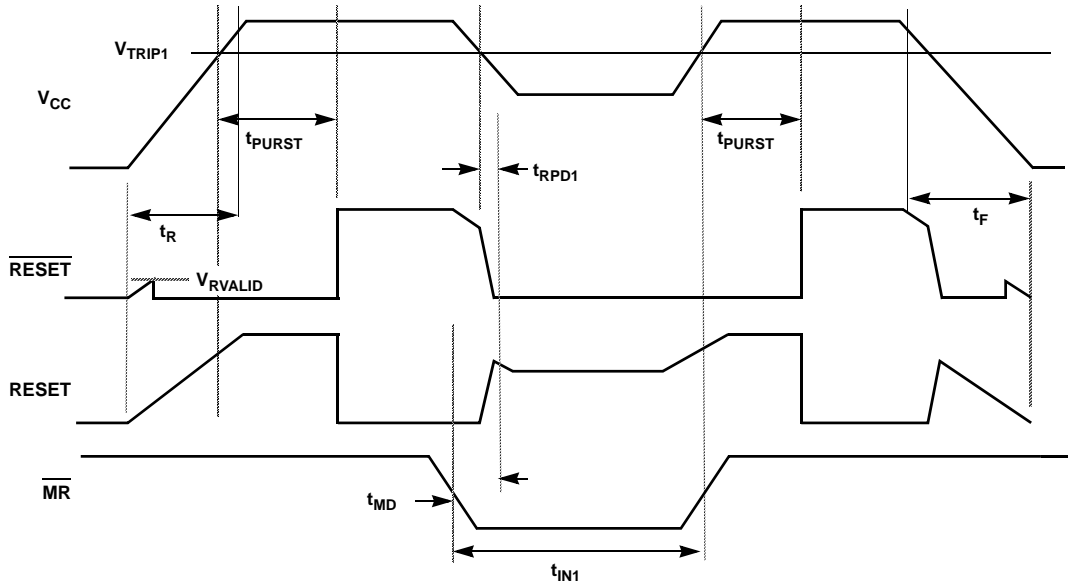 VTRIP1
VCC
tPURST
tPURST
tRPD1
tR
tF
RESET
VRVALID
RESET
MR
tMD
tIN1